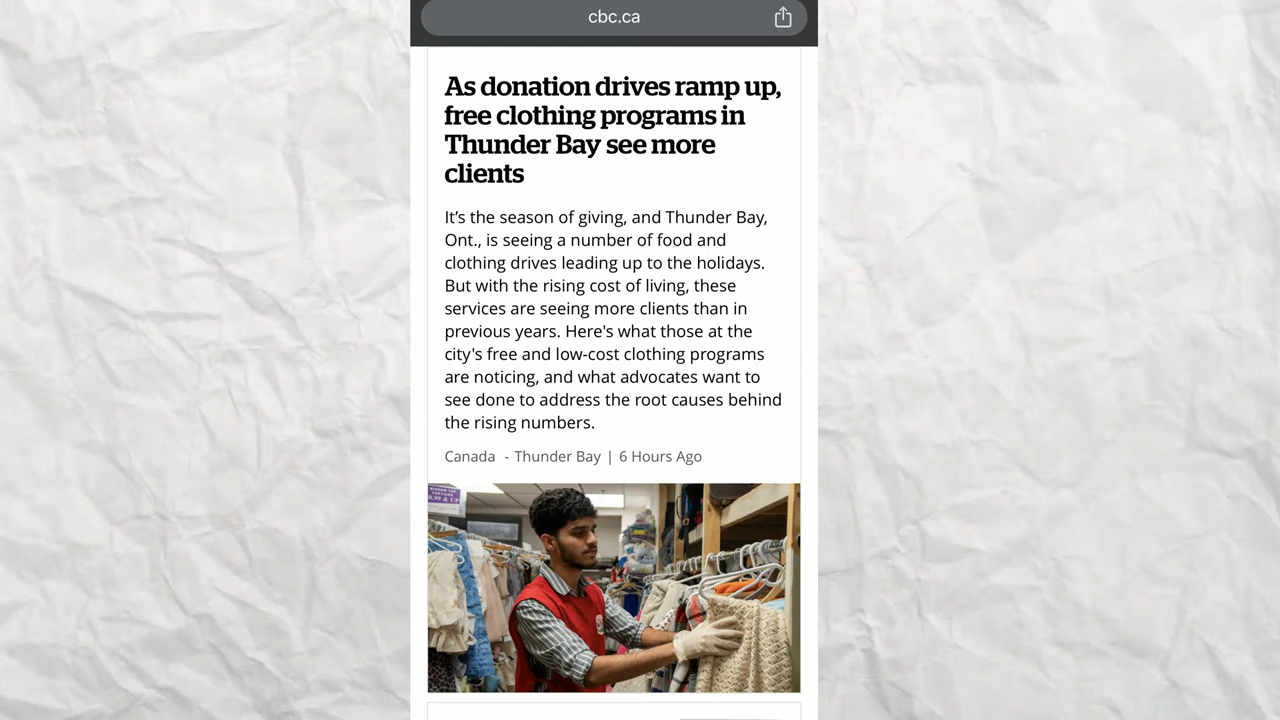 cbc.ca
As donation drives ramp up,
free clothing programs in
Thunder Bay see more
clients
It’s the season of giving, and Thunder Bay,
Ont., is seeing a number of food and
clothing drives leading up to the holidays.
But with the rising cost of living, these
services are seeing more clients than in
previous years. Here's what those at the
city's free and low-cost clothing programs
are noticing, and what advocates want to
see done to address the root causes behind
the rising numbers.
Canada - Thunder Bay | 6 Hours Ago